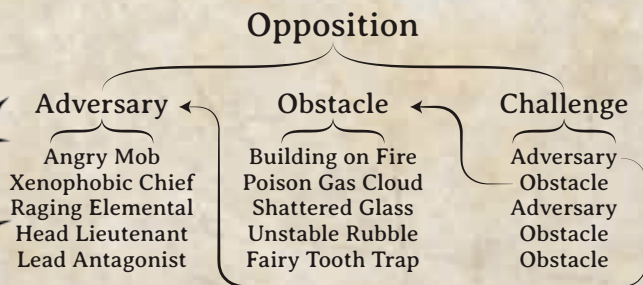 Opposition
Adversary
Angry Mob
Xenophobic Chief
Raging Elemental
Head Lieutenant
Lead Antagonist
Obstacle
Building on Fire
Poison Gas Cloud
Shattered Glass
Unstable Rubble
Fairy Tooth Trap
Challenge
Adversary
Obstacle
Adversary
Obstacle
Obstacle